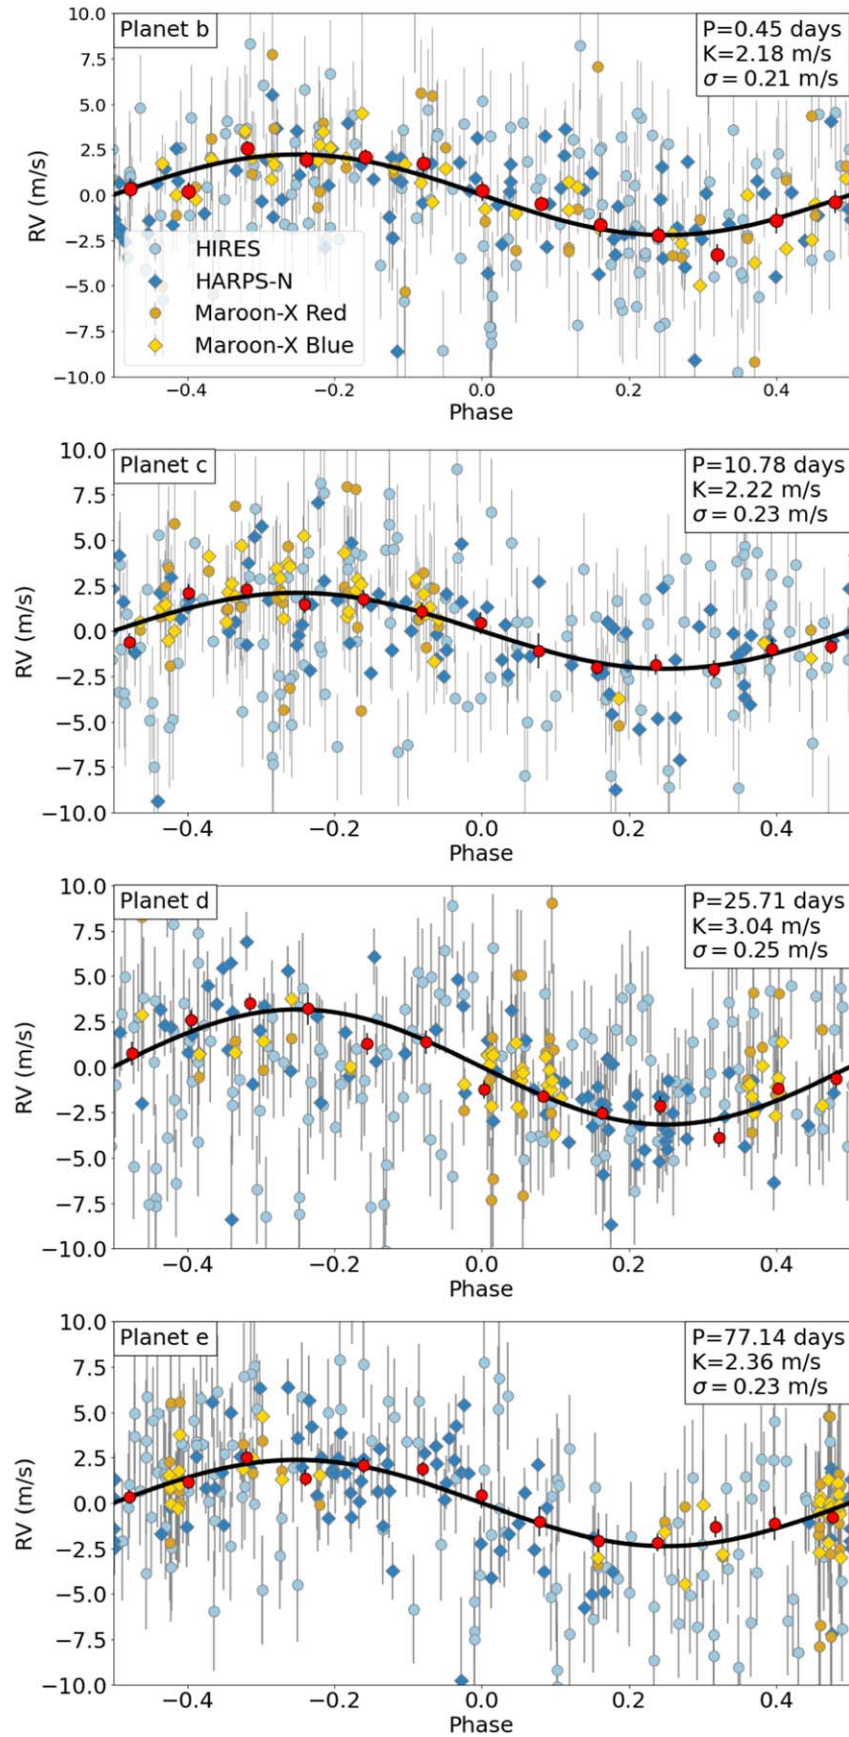 Planet b
P=0.45 days
K=2.18 m/s
σ = 0.21 m/s
10.0
7.5
5.0
2.5
0.0
−2.5
−5.0
−7.5
−10.0
RV (m/s)
HIRES
HARPS-N
Maroon-X Red
Maroon-X Blue
−0.4 −0.2 0.0 0.2 0.4
Phase
Planet c
P=10.78 days
K=2.22 m/s
σ = 0.23 m/s
10.0
7.5
5.0
2.5
0.0
−2.5
−5.0
−7.5
−10.0
RV (m/s)
−0.4 −0.2 0.0 0.2 0.4
Phase
Planet d
P=25.71 days
K=3.04 m/s
σ = 0.25 m/s
10.0
7.5
5.0
2.5
0.0
−2.5
−5.0
−7.5
−10.0
RV (m/s)
−0.4 −0.2 0.0 0.2 0.4
Phase
Planet e
P=77.14 days
K=2.36 m/s
σ = 0.23 m/s
10.0
7.5
5.0
2.5
0.0
−2.5
−5.0
−7.5
−10.0
RV (m/s)
−0.4 −0.2 0.0 0.2 0.4
Phase